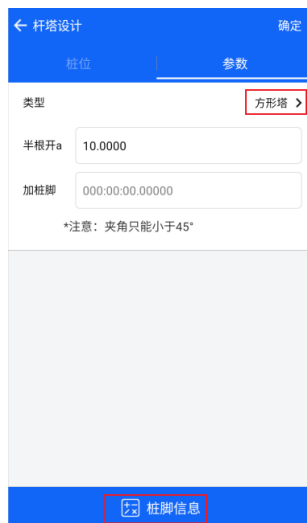 ← 杆塔设计 确定
桩位 参数
类型 方形塔 >
半根开a 10.0000
加桩脚 000:00:00.00000
*注意：夹角只能小于45°
桩脚信息